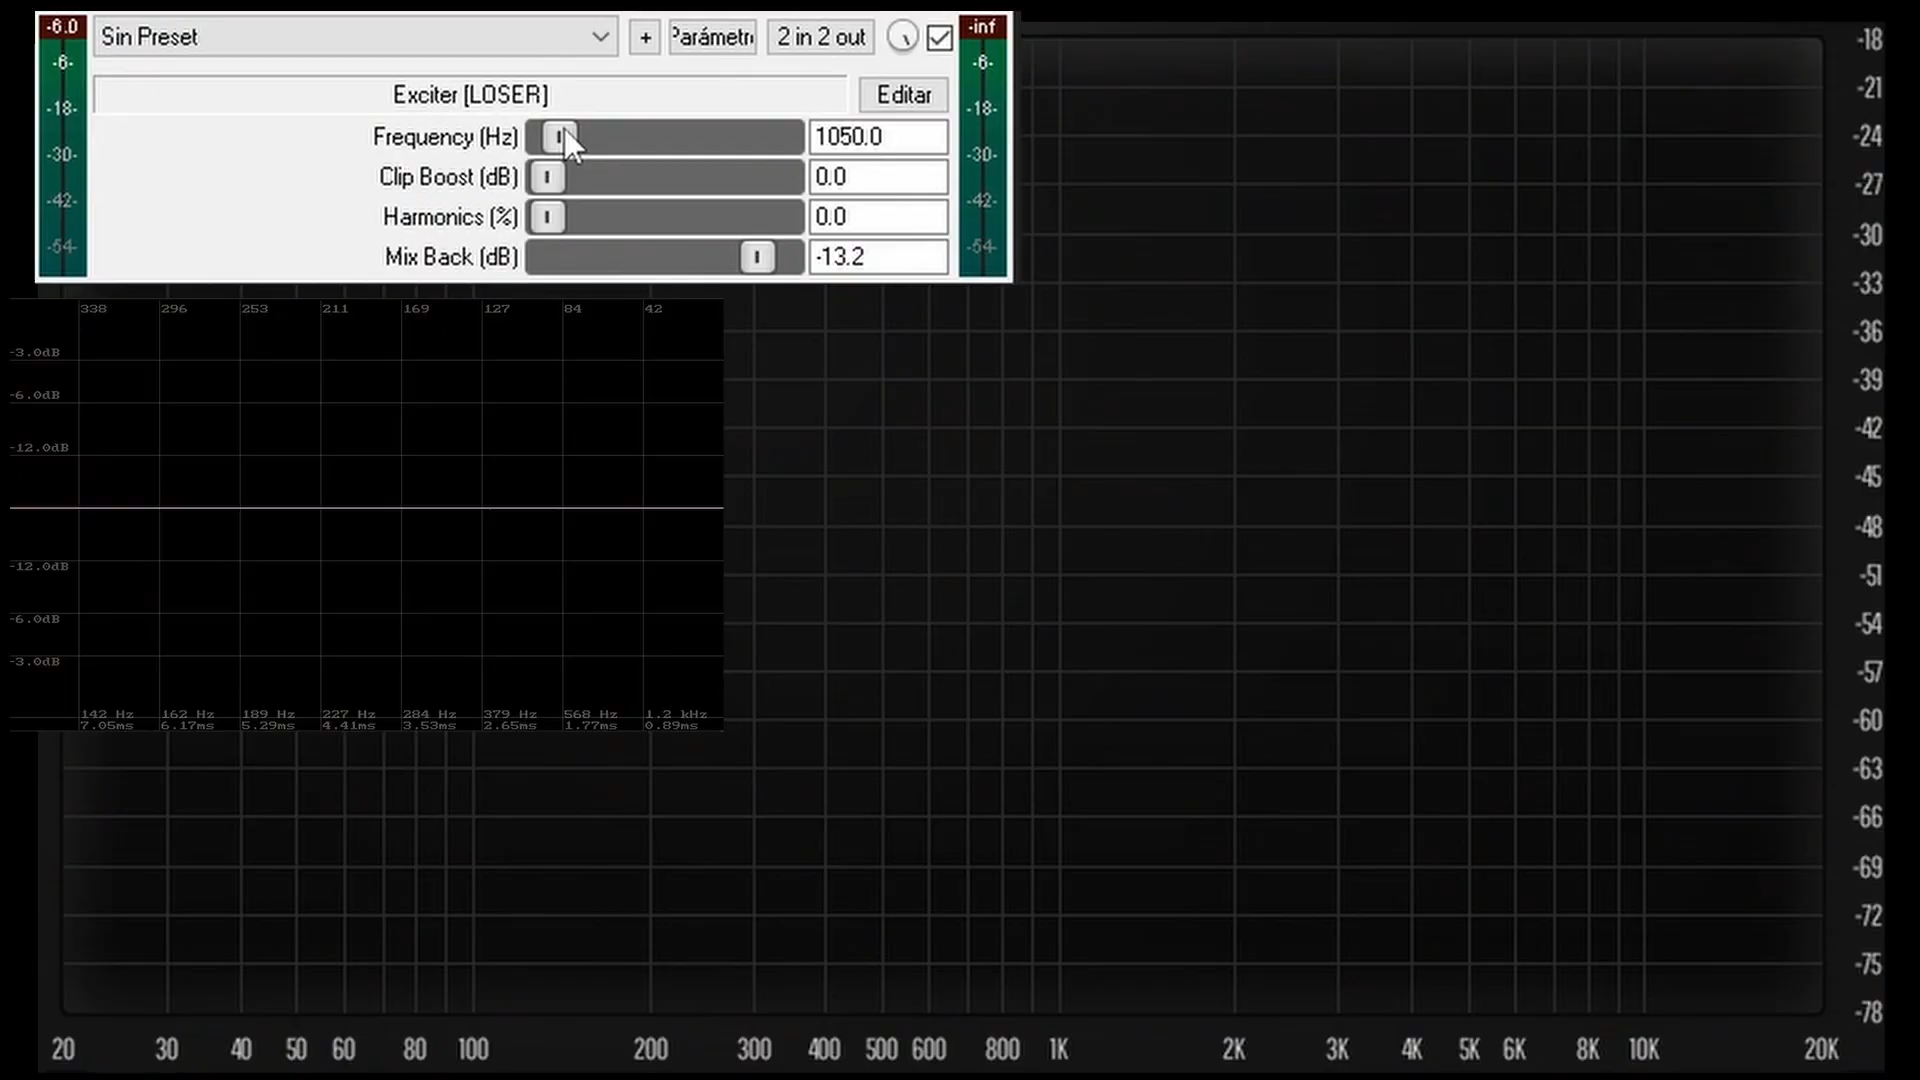 -6.0 Sin Preset + Parámetr 2 in 2 out -inf
-6- -6-
-18- Exciter [LOSER] Editar -18-
Frequency (Hz) 1050.0
-30- -30-
Clip Boost (dB) 0.0
-42- Harmonics (%) 0.0 -42-
-54- Mix Back (dB) -13.2 -54-
338 296 253 211 169 127 84 42
-3.0dB
-6.0dB
-12.0dB
-12.0dB
-6.0dB
-3.0dB
142 Hz 162 Hz 189 Hz 227 Hz 284 Hz 379 Hz 568 Hz 1.2 kHz
7.05ms 6.17ms 5.29ms 4.41ms 3.53ms 2.65ms 1.77ms 0.89ms
-18
-21
-24
-27
-30
-33
-36
-39
-42
-45
-48
-51
-54
-57
-60
-63
-66
-69
-72
-75
-78
20 30 40 50 60 80 100 200 300 400 500 600 800 1K 2K 3K 4K 5K 6K 8K 10K 20K